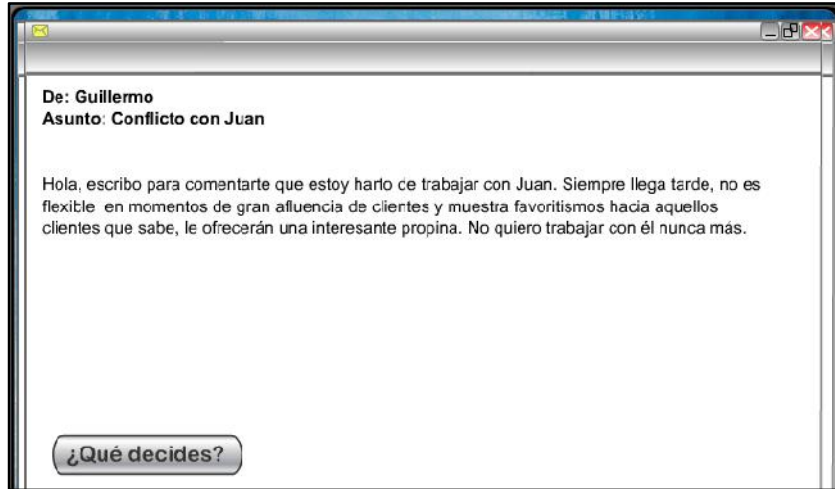 De: Guillermo
Asunto: Conflicto con Juan
Hola, escribo para comentarte que estoy harto de trabajar con Juan. Siempre llega tarde, no es
flexible en momentos de gran afluencia de clientes y muestra favoritismos hacia aquellos
clientes que sabe, le ofrecerán una interesante propina. No quiero trabajar con él nunca más.
¿Qué decides?